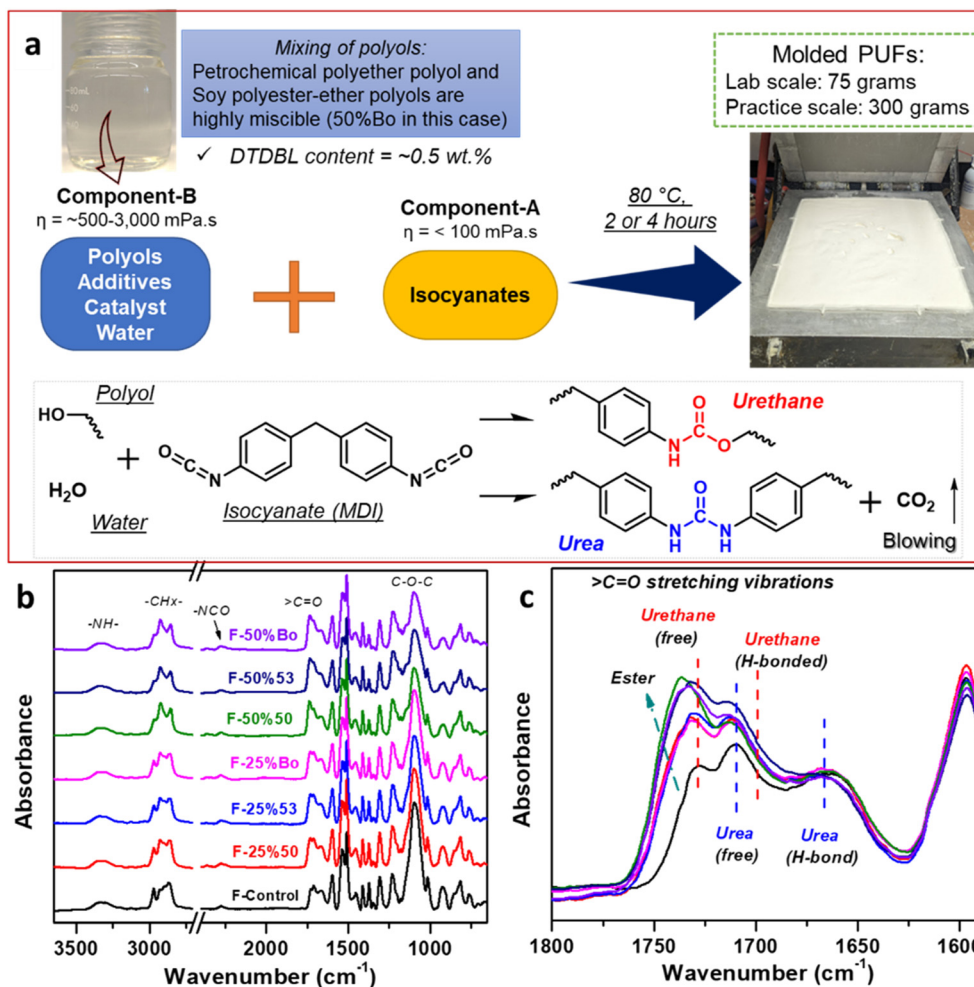 a
Mixing of polyols:
Petrochemical polyether polyol and
Soy polyester-ether polyols are
highly miscible (50%Bo in this case)
✓ DTDBL content = ~0.5 wt.%
Molded PUFs:
Lab scale: 75 grams
Practice scale: 300 grams
Component-B
η = ~500-3,000 mPa.s
Polyols
Additives
Catalyst
Water
Component-A
η = < 100 mPa.s
Isocyanates
80 °C,
2 or 4 hours
Polyol
HO
+
H₂O
Water
O=C=N
N=C=O
Isocyanate (MDI)
Urethane
O
N
H
O
Urea
O
N
H
N
H
+ CO₂
Blowing
b
-NH-
-CHx-
-NCO
>C=O
C-O-C
F-50%Bo
F-50%53
F-50%50
F-25%Bo
F-25%53
F-25%50
F-Control
Absorbance
3500 3000 2000 1500 1000
Wavenumber (cm⁻¹)
c
>C=O stretching vibrations
Urethane
(free)
Urethane
(H-bonded)
Ester
Urea
(free)
Urea
(H-bond)
Absorbance
1800 1750 1700 1650 1600
Wavenumber (cm⁻¹)